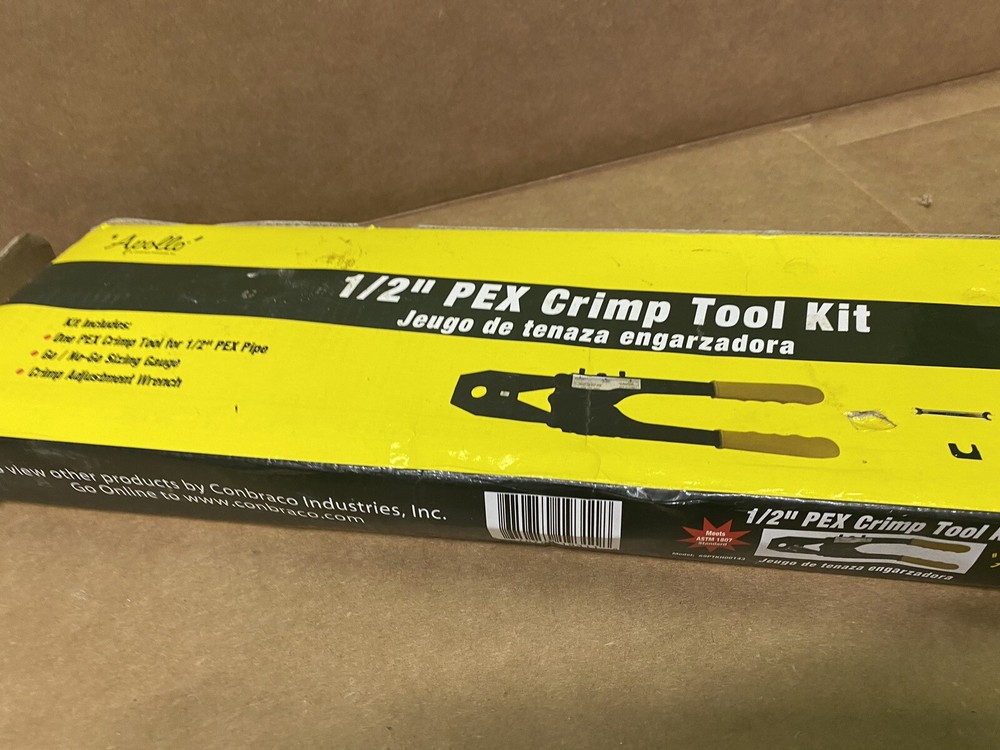 "Apollo"
1/2" PEX Crimp Tool Kit
Jeugo de tenaza engarzadora
Kit Includes:
• One PEX Crimp Tool for 1/2" PEX Pipe
• Go / No-Go Sizing Gauge
• Crimp Adjustment Wrench
view other products by Conbraco Industries, Inc.
Go Online to www.conbraco.com
Meets
ASTM 1807
Standard
Model:
1/2" PEX Crimp Tool
Jeugo de tenaza engarzadora